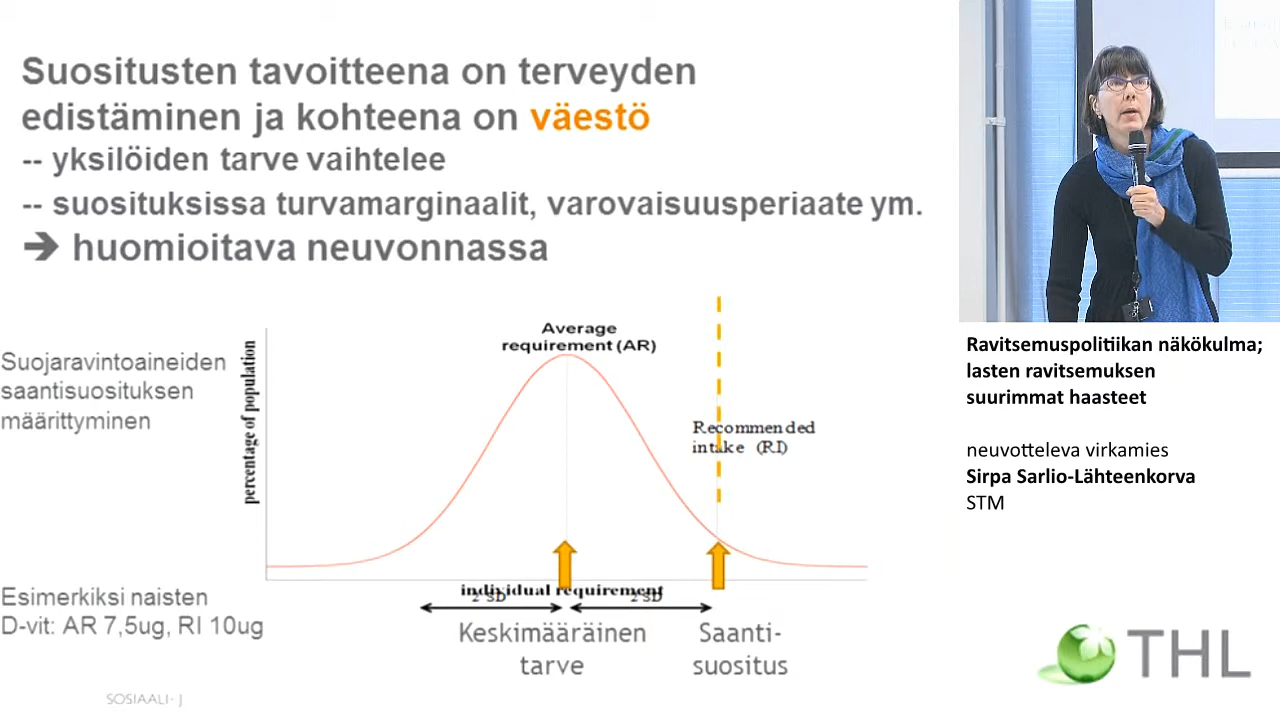 Suositusten tavoitteena on terveyden
edistäminen ja kohteena on väestö
-- yksilöiden tarve vaihtelee
-- suosituksissa turvamarginaalit, varovaisuusperiaate ym.
➔ huomioitava neuvonnassa
Suojaravintoaineiden
saantisuosituksen
määrittyminen
percentage of population
Average
requirement (AR)
Recommended
intake (RI)
individual requirement
2 SD
2 SD
Esimerkiksi naisten
D-vit: AR 7,5ug, RI 10ug
Keskimääräinen
tarve
Saanti-
suositus
SOSIAALI- J
Ravitsemuspolitiikan näkökulma;
lasten ravitsemuksen
suurimmat haasteet
neuvotteleva virkamies
Sirpa Sarlio-Lähteenkorva
STM
THL